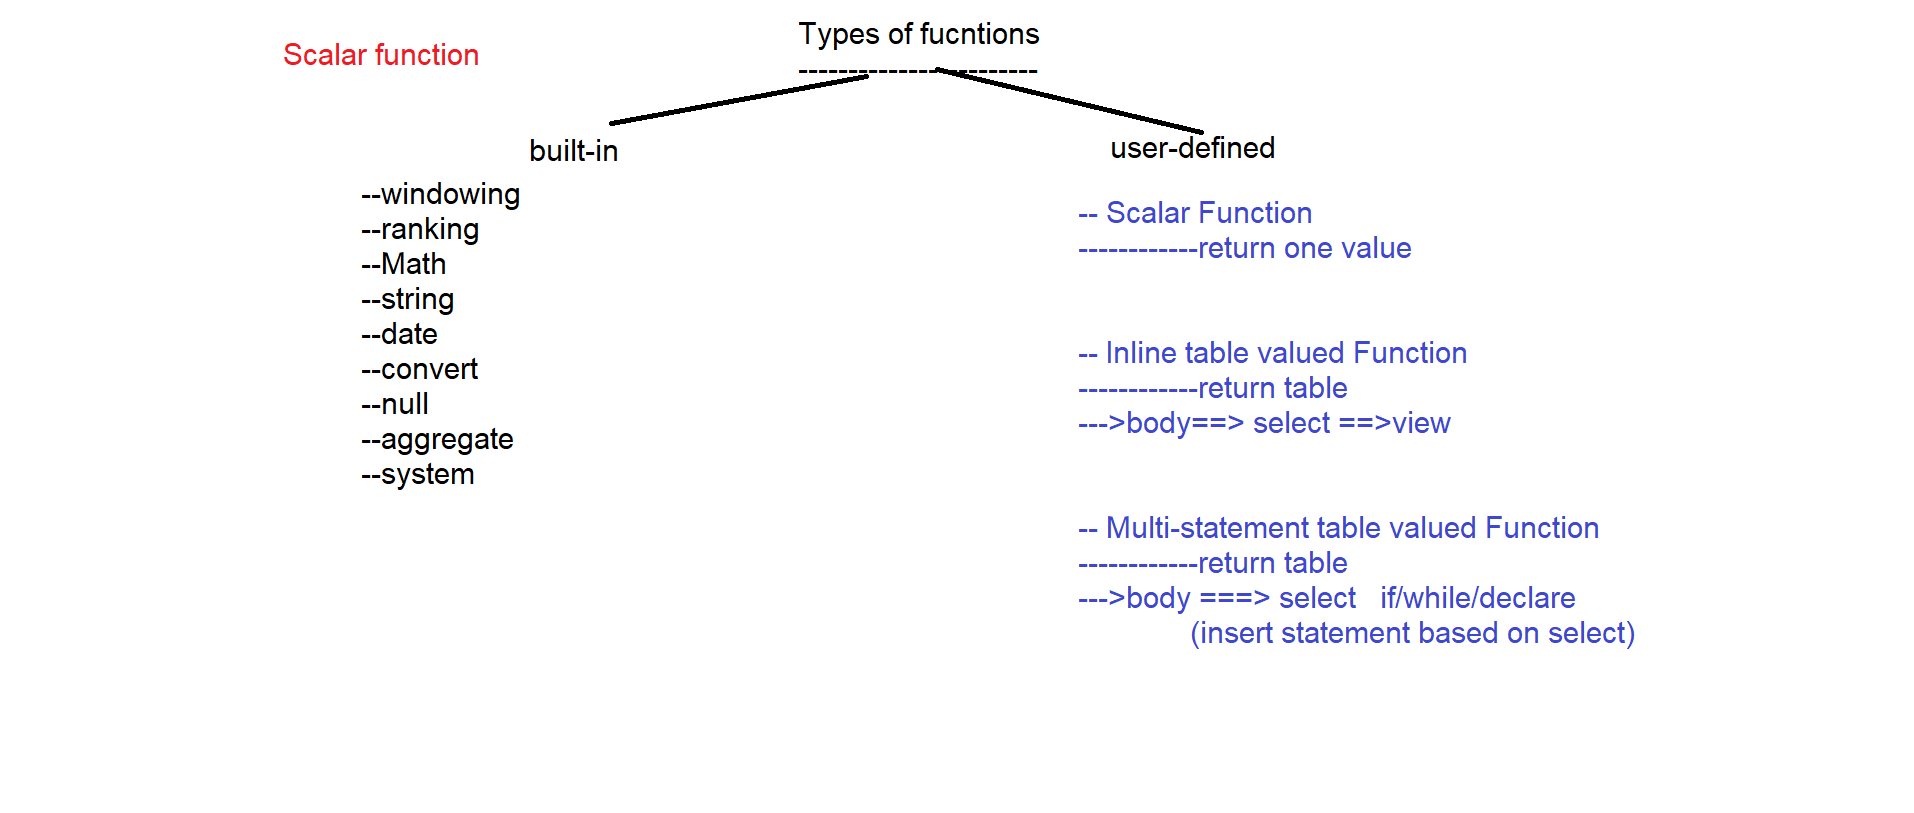 Types of fucntions
Scalar function
------------------------
built-in
--windowing
--ranking
--Math
--string
--date
--convert
--null
--aggregate
--system
user-defined
-- Scalar Function
------------return one value
-- Inline table valued Function
------------return table
--->body==> select ==>view
-- Multi-statement table valued Function
------------return table
--->body ===> select   if/while/declare
(insert statement based on select)